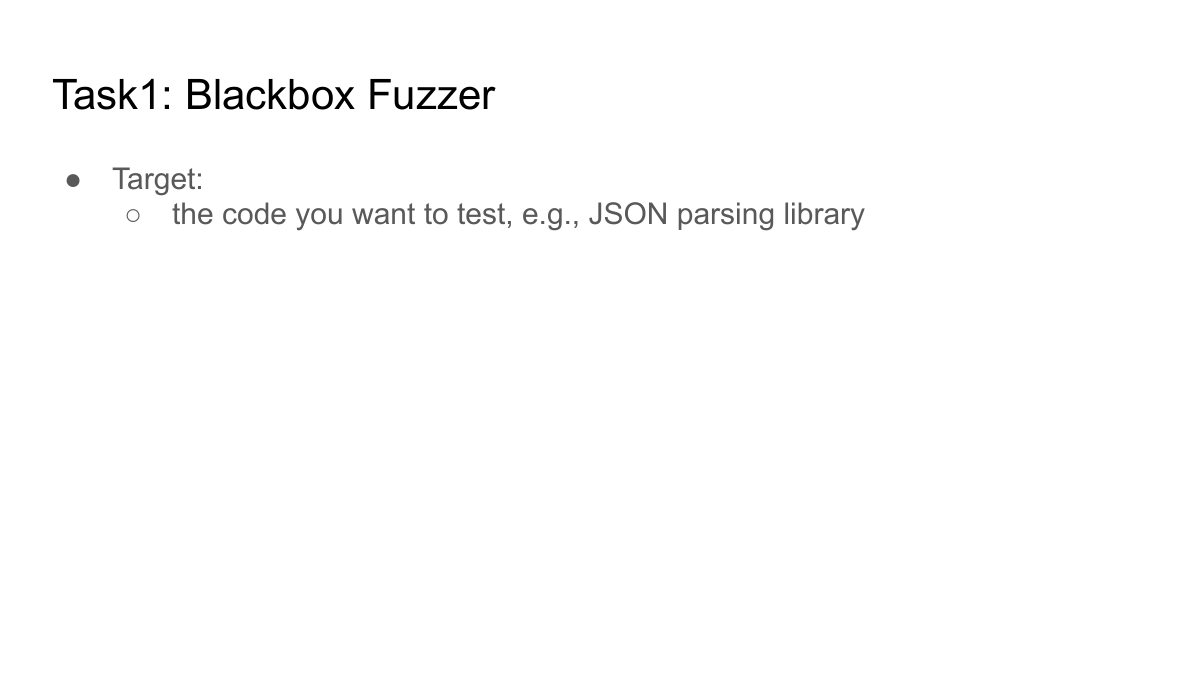 Task1: Blackbox Fuzzer
● Target:
○ the code you want to test, e.g., JSON parsing library